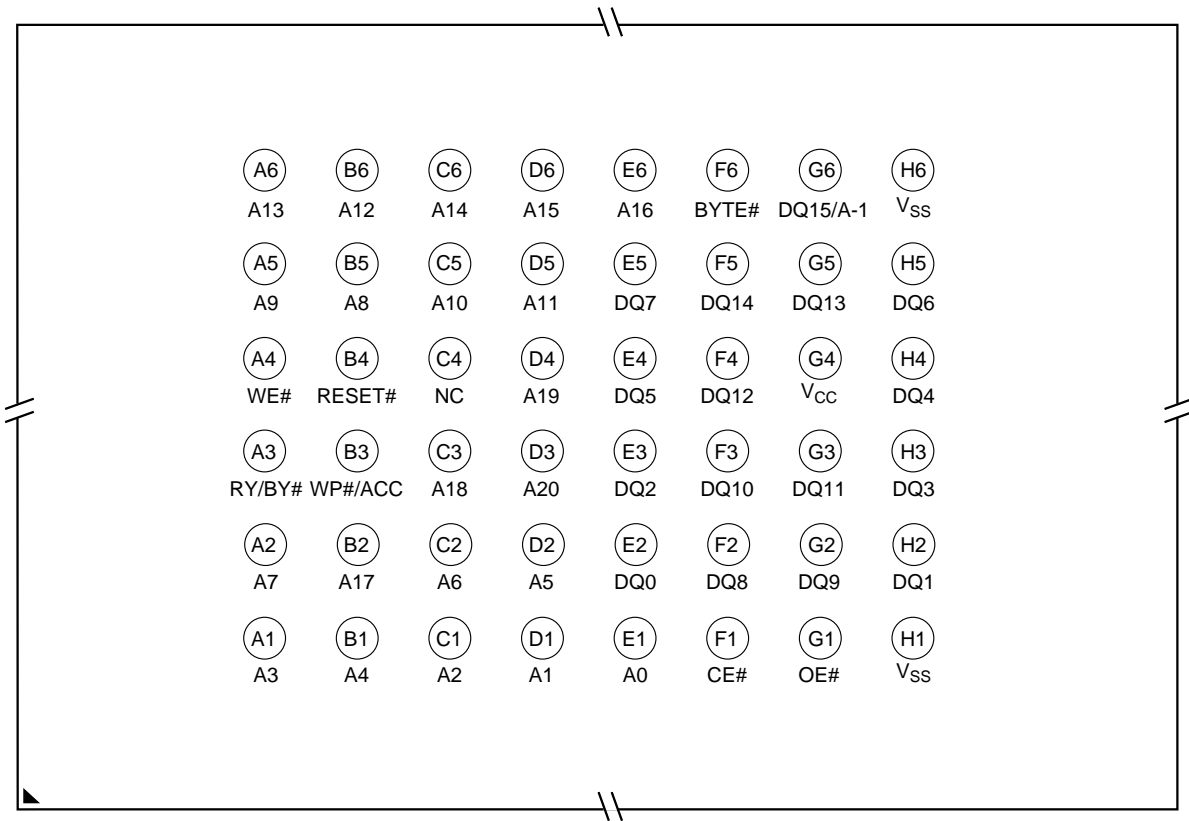 A6 B6 C6 D6 E6 F6 G6 H6
A13 A12 A14 A15 A16 BYTE# DQ15/A-1 VSS
A5 B5 C5 D5 E5 F5 G5 H5
A9 A8 A10 A11 DQ7 DQ14 DQ13 DQ6
A4 B4 C4 D4 E4 F4 G4 H4
WE# RESET# NC A19 DQ5 DQ12 VCC DQ4
A3 B3 C3 D3 E3 F3 G3 H3
RY/BY# WP#/ACC A18 A20 DQ2 DQ10 DQ11 DQ3
A2 B2 C2 D2 E2 F2 G2 H2
A7 A17 A6 A5 DQ0 DQ8 DQ9 DQ1
A1 B1 C1 D1 E1 F1 G1 H1
A3 A4 A2 A1 A0 CE# OE# VSS